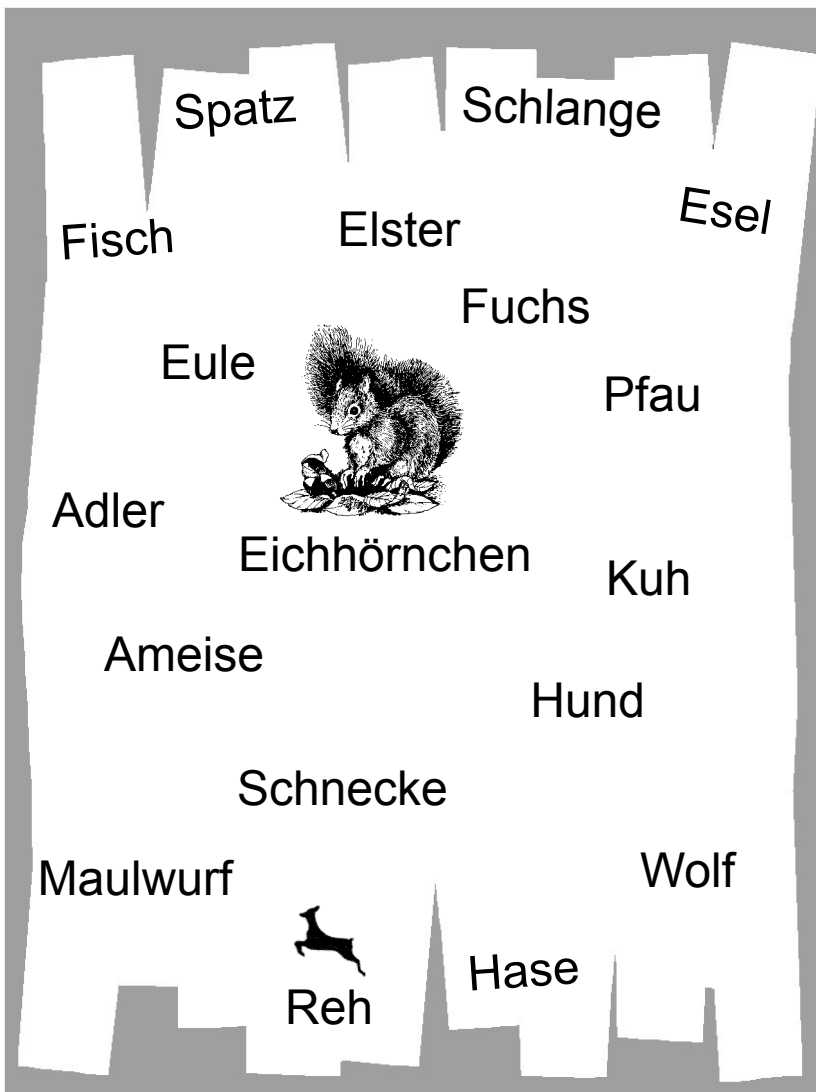 Spatz
Schlange
Esel
Fisch
Elster
Fuchs
Eule
Pfau
Adler
Eichhörnchen
Kuh
Ameise
Hund
Schnecke
Maulwurf
Wolf
Hase
Reh